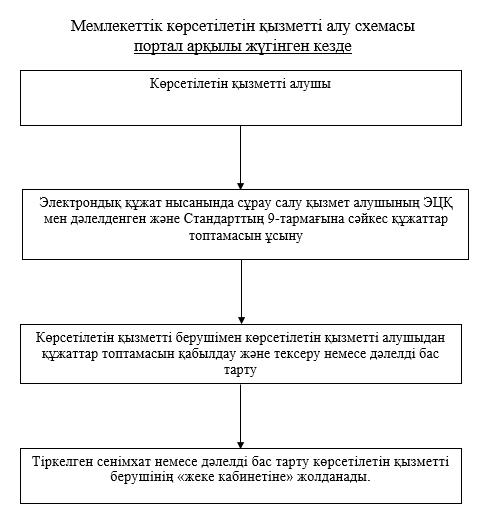 Мемлекеттік көрсетілетін қызметті алу схемасы
портал арқылы жүгінген кезде
Көрсетілетін қызметті алушы
Электрондық құжат нысанында сұрау салу қызмет алушының ЭЦҚ
мен дәлелденген және Стандарттың 9-тармағына сәйкес құжаттар
топтамасын ұсыну
Көрсетілетін қызметті берушімен көрсетілетін қызметті алушыдан
құжаттар топтамасын қабылдау және тексеру немесе дәлелді бас
тарту
Тіркелген сенімхат немесе дәлелді бас тарту көрсетілетін қызметті
берушінің «жеке кабинетіне» жолданады.